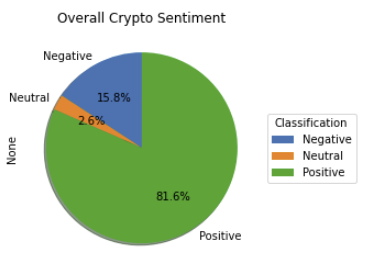 Overall Crypto Sentiment
Negative
15.8%
Neutral
2.6%
None
81.6%
Positive
Classification
Negative
Neutral
Positive